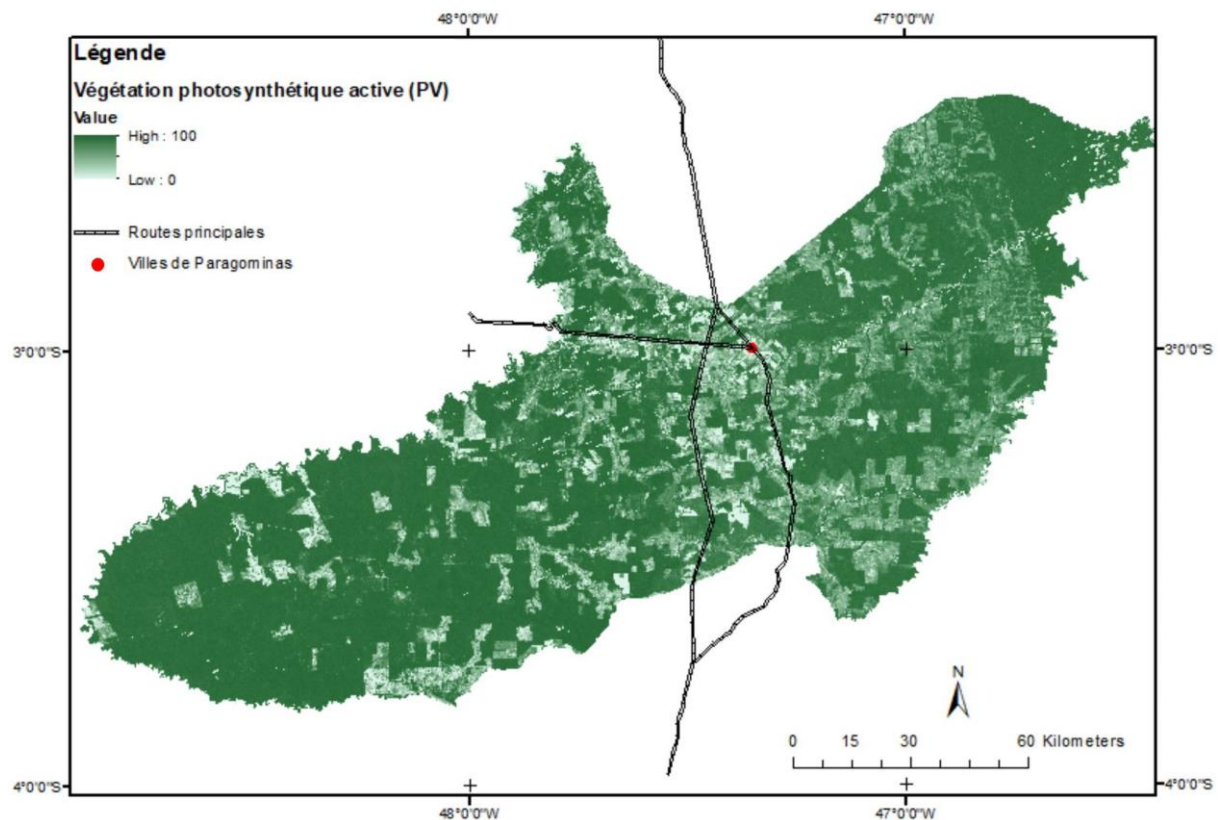 48°0'0"W 47°0'0"W
Légende
Végétation photosynthétique active (PV)
Value
High : 100
Low : 0
Routes principales
Villes de Paragominas
3°0'0"S 3°0'0"S
N
0 15 30 60 Kilometers
4°0'0"S 4°0'0"S
48°0'0"W 47°0'0"W